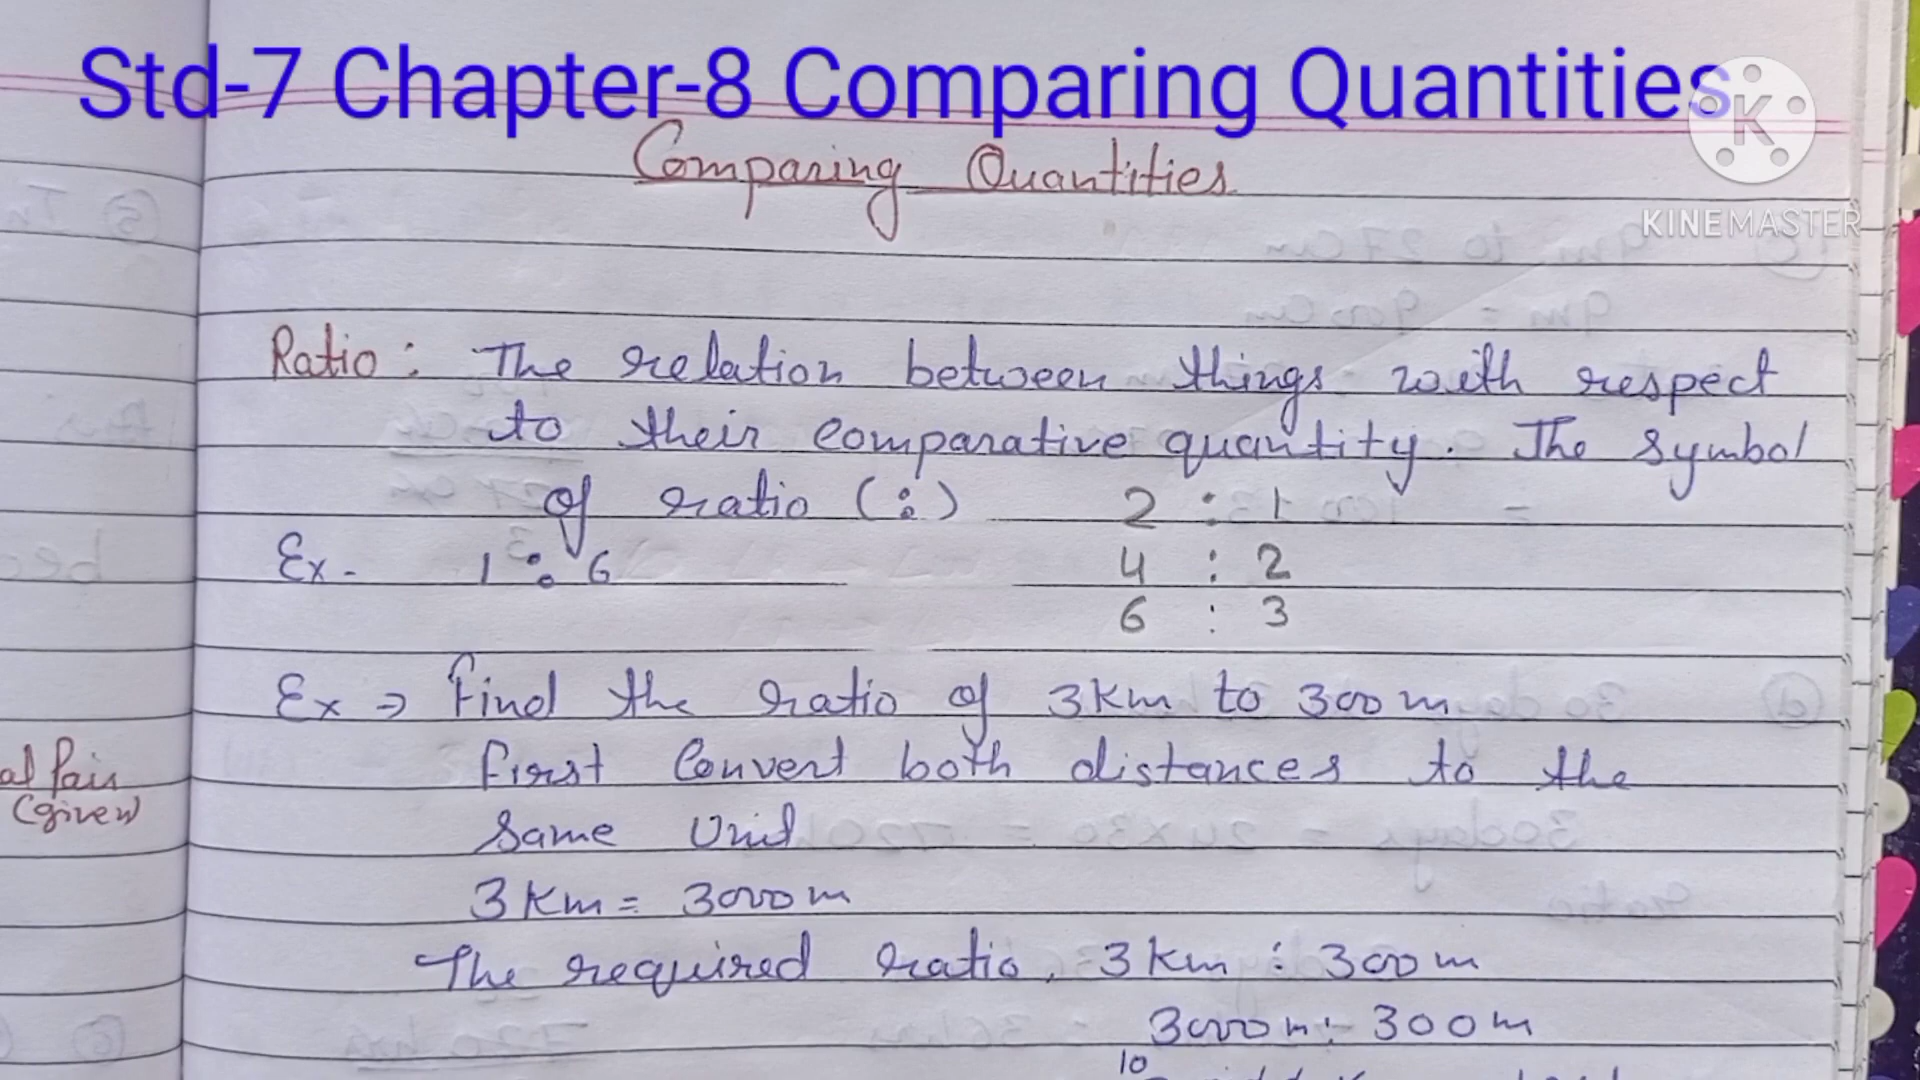 Std-7 Chapter-8 Comparing Quantities
K
KINEMASTER
Comparing Quantities
Ratio : The relation between things with respect
to their comparative quantity. The symbol
of ratio (:) 2 : 1
Ex - 1 : 6 4 : 2
6 : 3
Ex → Find the ratio of 3 Km to 300 m
first Convert both distances to the
Same Unit
3 Km = 3000 m
al Pair
(given)
The required ratio, 3 Km : 300 m
3000 m : 300 m
10